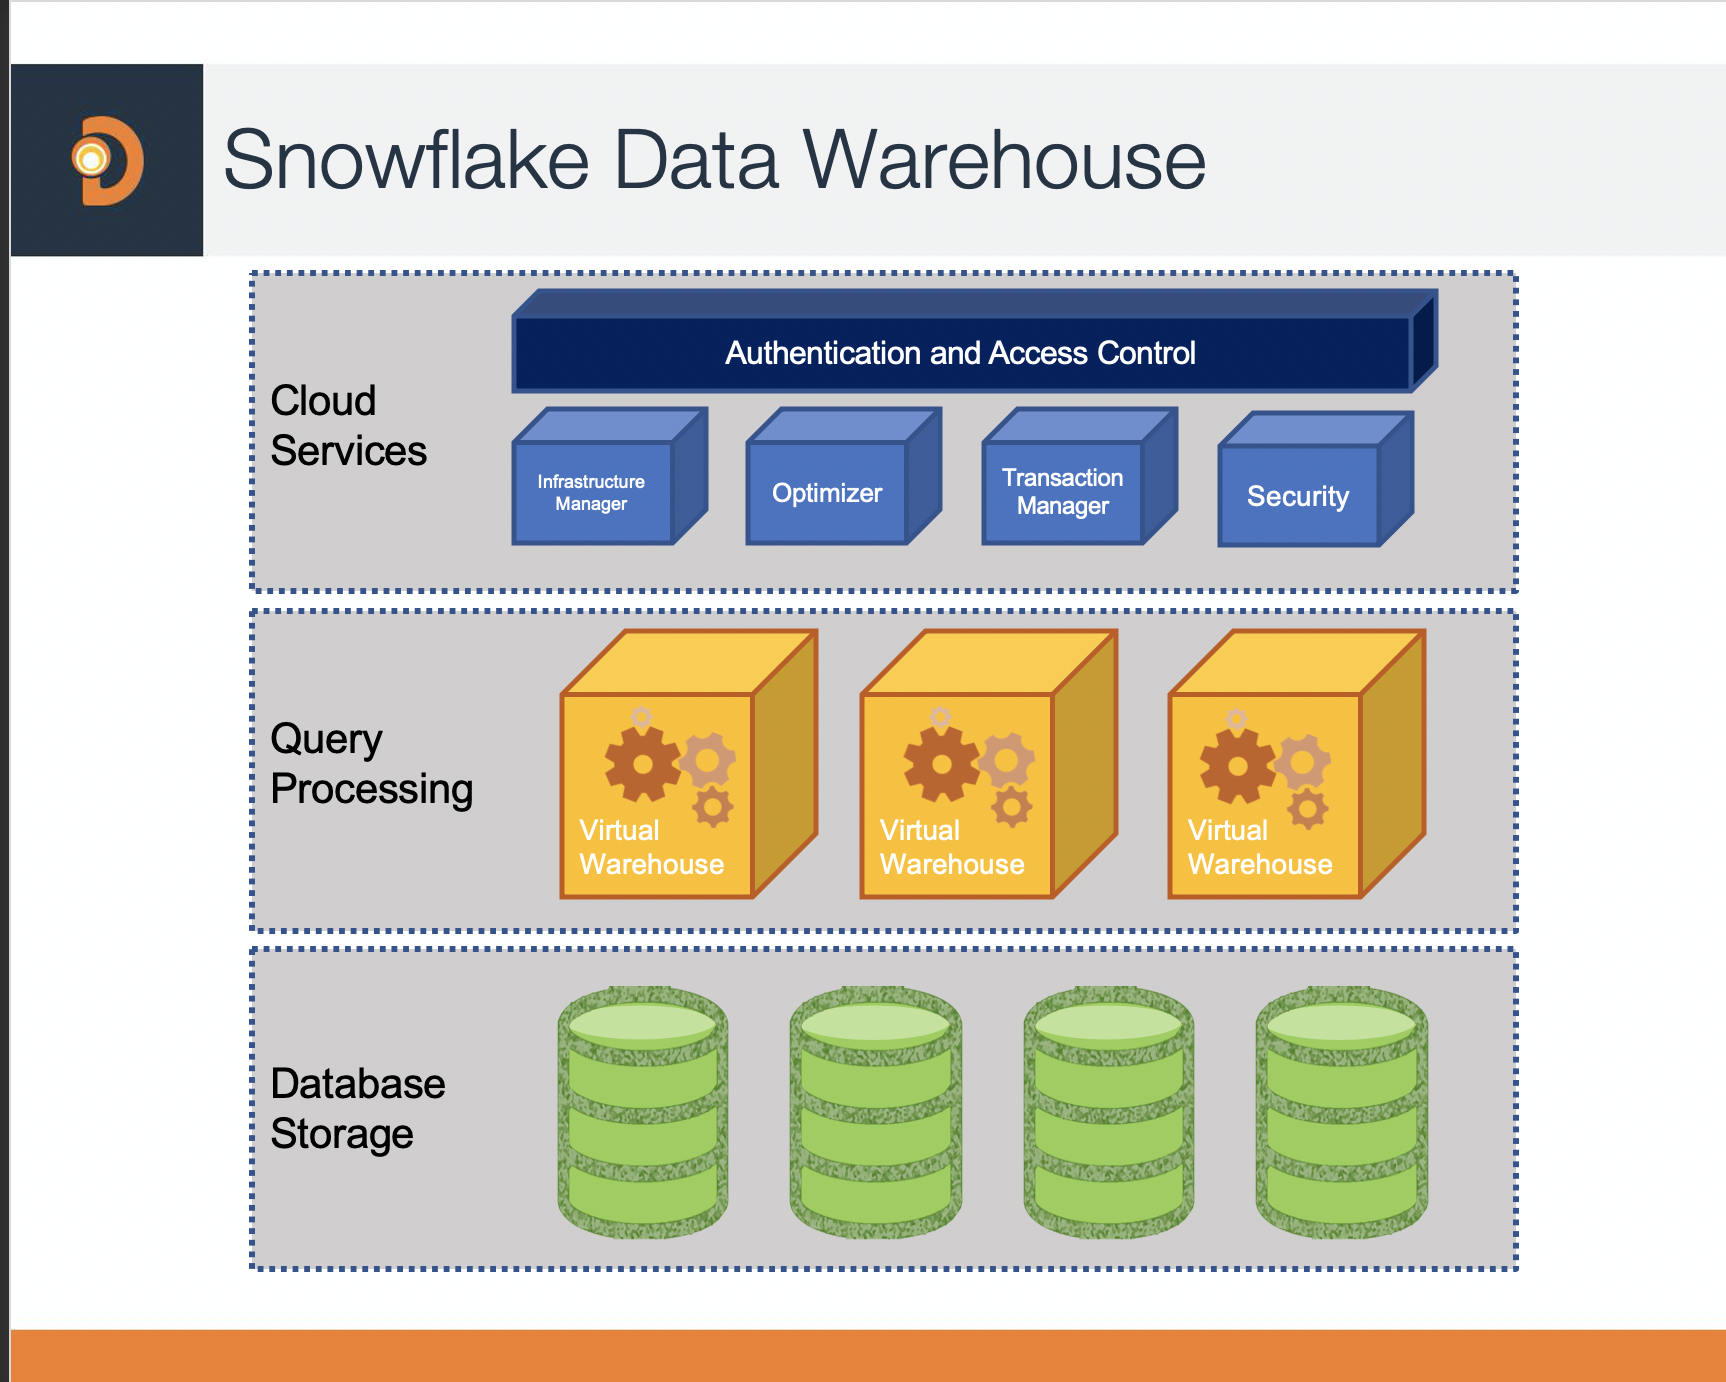 Snowflake Data Warehouse
Authentication and Access Control
Cloud
Services
Infrastructure
Manager
Optimizer
Transaction
Manager
Security
Query
Processing
Virtual
Warehouse
Virtual
Warehouse
Virtual
Warehouse
Database
Storage